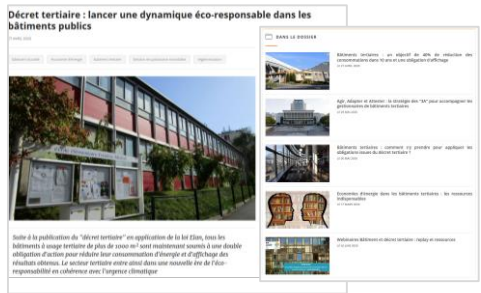 Décret tertiaire : lancer une dynamique éco-responsable dans les
bâtiments publics
DANS LE DOSSIER
Bâtiments tertiaires : un objectif de 40% de réduction des
consommations dans 10 ans et une obligation d'affichage
Agir, Adapter et Attester : la stratégie des "3A" pour accompagner les
gestionnaires de bâtiments tertiaires
Bâtiments tertiaires : comment s'y prendre pour appliquer les
obligations issues du décret tertiaire ?
Economies d'énergie dans les bâtiments tertiaires : les ressources
indispensables
Webinaires Bâtiment et décret tertiaire : replay et ressources
Suite à la publication du "décret tertiaire" en application de la loi Elan, tous les
bâtiments à usage tertiaire de plus de 1000 m² sont maintenant soumis à une double
obligation d'action pour réduire leur consommation d'énergie et d'affichage des
résultats obtenus. Le secteur tertiaire entre ainsi dans une nouvelle ère de l'éco-
responsabilité en cohérence avec l'urgence climatique